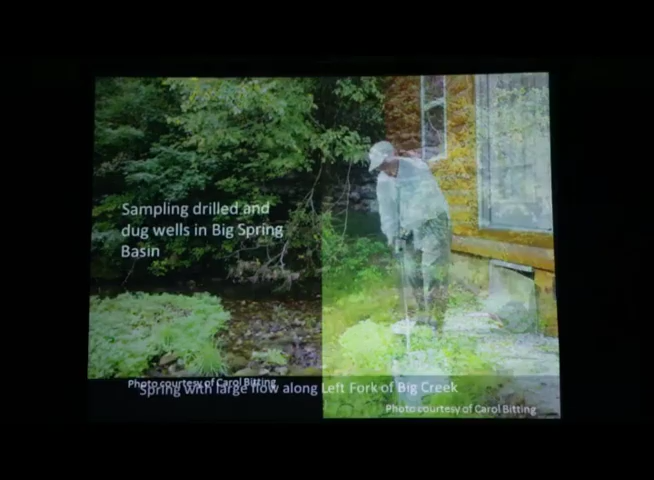 Sampling drilled and
dug wells in Big Spring
Basin
Photo courtesy of Carol Bitting
Spring with large flow along Left Fork of Big Creek
Photo courtesy of Carol Bitting